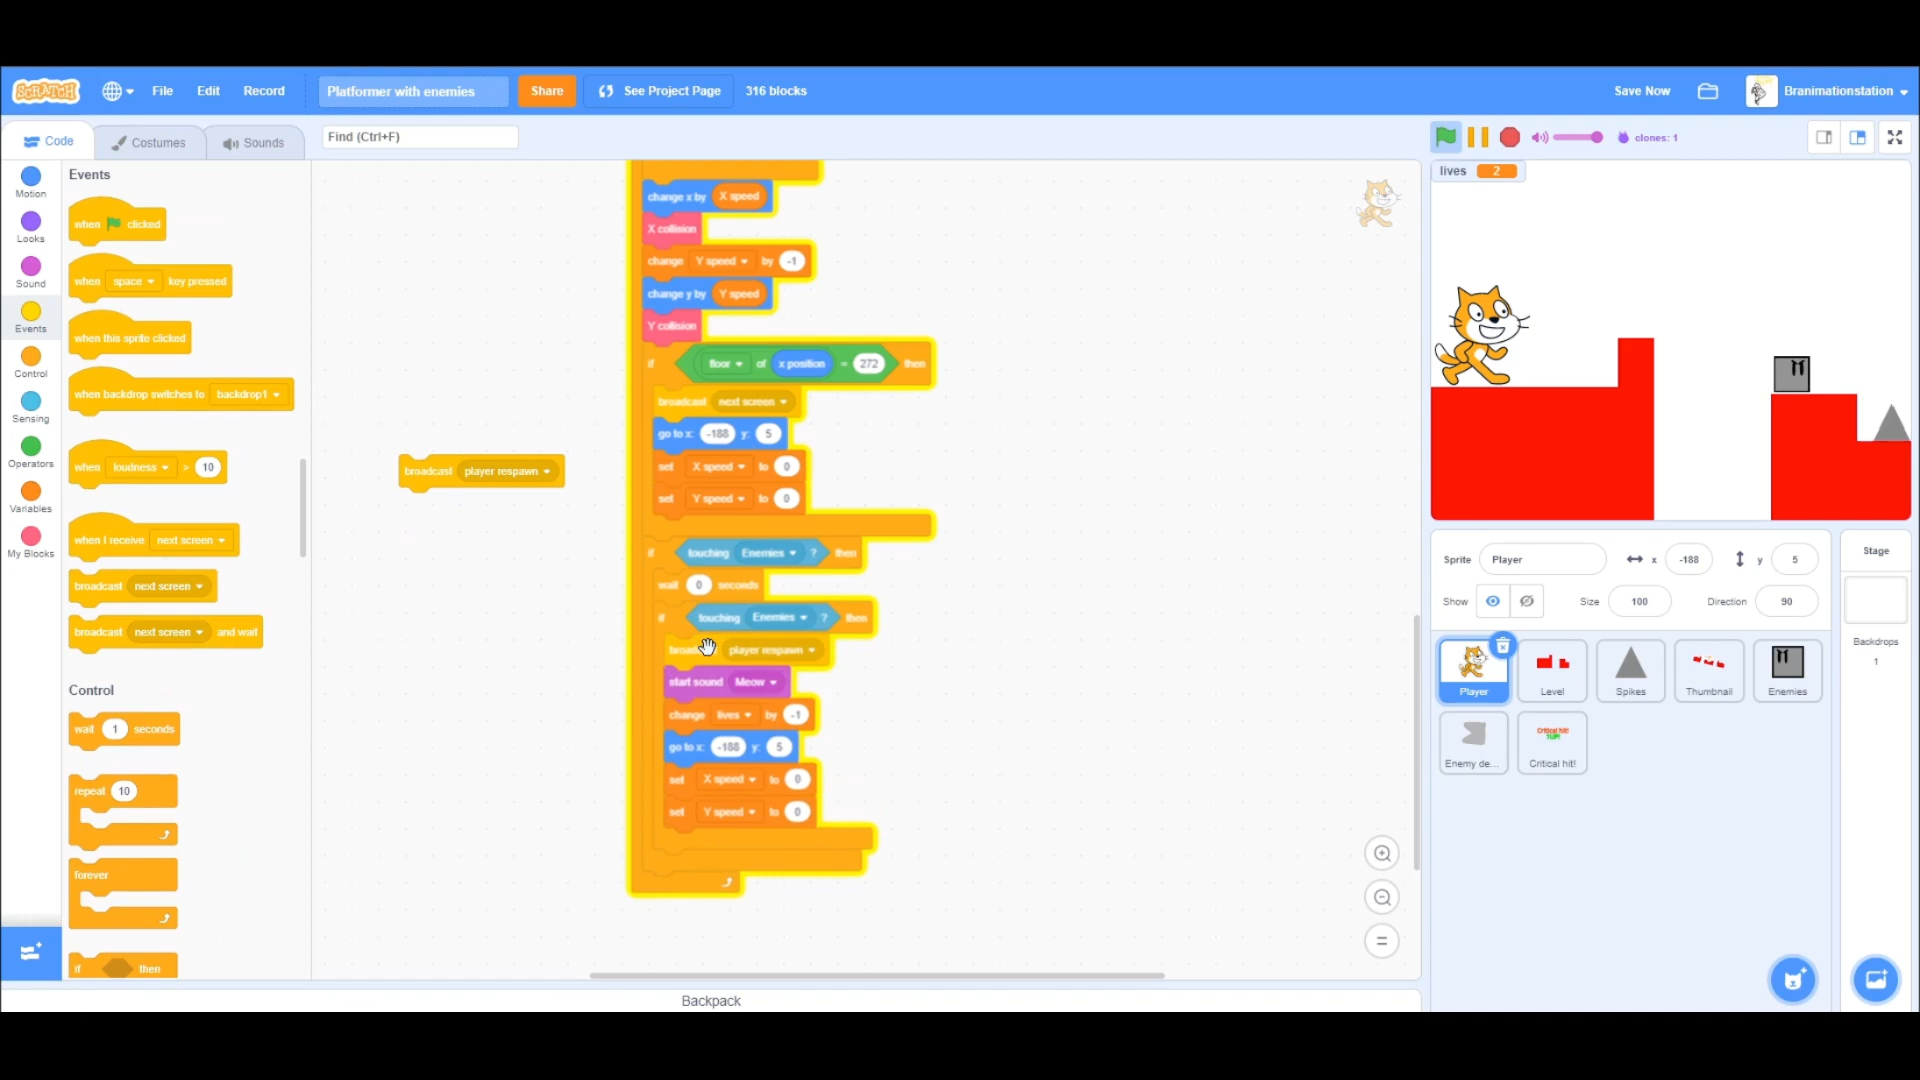 SCRATCH File Edit Record Platformer with enemies Share See Project Page 316 blocks Save Now Branimationstation
Code Costumes Sounds Find (Ctrl+F) clones: 1
Motion
Looks
Sound
Events
Control
Sensing
Operators
Variables
My Blocks
Events
when clicked
when space key pressed
when this sprite clicked
when backdrop switches to backdrop1
when loudness > 10
when I receive next screen
broadcast next screen
broadcast next screen and wait
Control
wait 1 seconds
repeat 10
forever
if then
broadcast player respawn
change x by X speed
X collision
change Y speed by -1
change y by Y speed
Y collision
if floor of x position = 272 then
broadcast next screen
go to x: -188 y: 5
set X speed to 0
set Y speed to 0
if touching Enemies ? then
wait 0 seconds
if touching Enemies ? then
player respawn
start sound Meow
change lives by -1
go to x: -188 y: 5
set X speed to 0
set Y speed to 0
Backpack
lives 2
Sprite Player x -188 y 5
Show Size 100 Direction 90
Player Level Spikes Thumbnail Enemies
Critical hit!
1UP!
Enemy de... Critical hit!
Stage
Backdrops
1